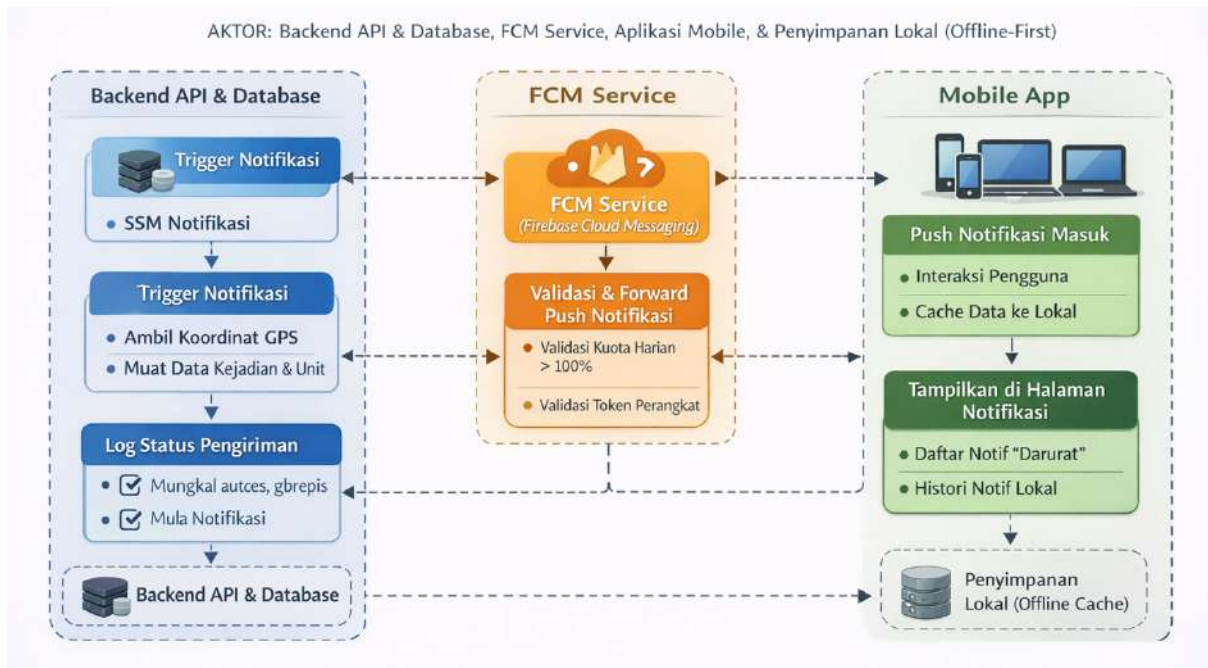 AKTOR: Backend API & Database, FCM Service, Aplikasi Mobile, & Penyimpanan Lokal (Offline-First)
Backend API & Database
Trigger Notifikasi
SSM Notifikasi
Trigger Notifikasi
Ambil Koordinat GPS
Muat Data Kejadian & Unit
Log Status Pengiriman
Mungkal autces, gbrepis
Mula Notifikasi
Backend API & Database
FCM Service
FCM Service
(Firebase Cloud Messaging)
Validasi & Forward
Push Notifikasi
Validasi Kuota Harian
> 100%
Validasi Token Perangkat
Mobile App
Push Notifikasi Masuk
Interaksi Pengguna
Cache Data ke Lokal
Tampilkan di Halaman
Notifikasi
Daftar Notif “Darurat”
Histori Notif Lokal
Penyimpanan
Lokal (Offline Cache)